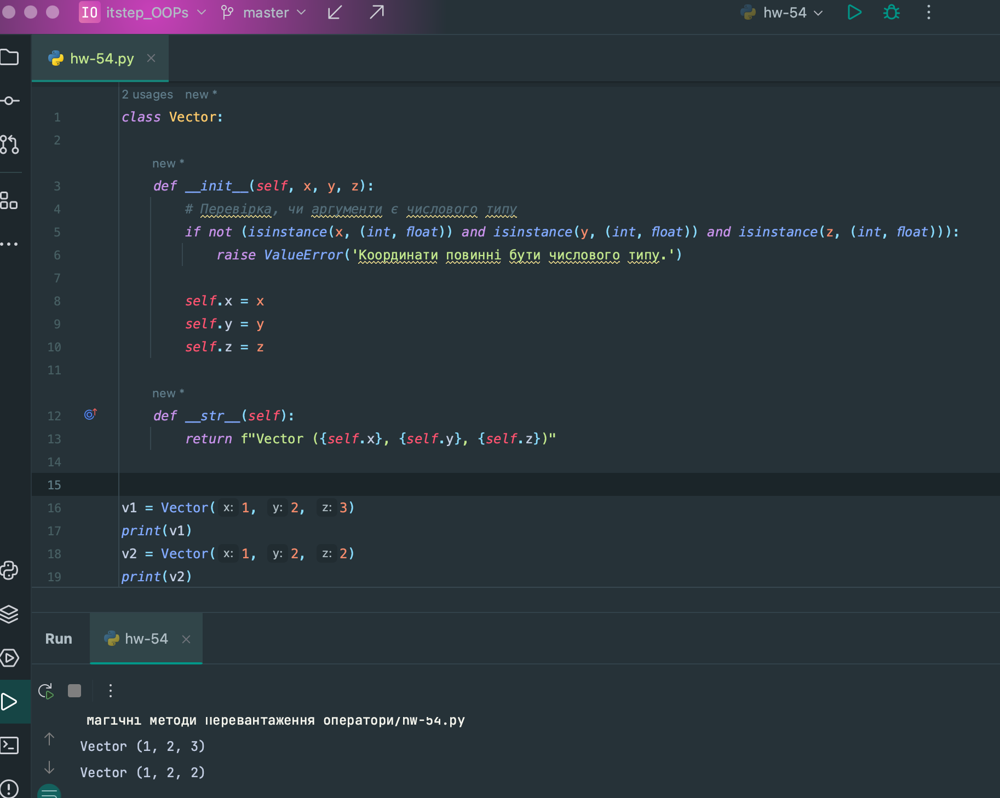 IO itstep_OOPs master hw-54
hw-54.py
2 usages new *
1 class Vector:
2
new *
3 def __init__(self, x, y, z):
4 # Перевірка, чи аргументи є числового типу
5 if not (isinstance(x, (int, float)) and isinstance(y, (int, float)) and isinstance(z, (int, float))):
6 raise ValueError('Координати повинні бути числового типу.')
7
8 self.x = x
9 self.y = y
10 self.z = z
11
new *
12 def __str__(self):
13 return f"Vector ({self.x}, {self.y}, {self.z})"
14
15
16 v1 = Vector( x: 1, y: 2, z: 3)
17 print(v1)
18 v2 = Vector( x: 1, y: 2, z: 2)
19 print(v2)
Run hw-54
Магічні методи Перевантаження оператори/hw-54.py
Vector (1, 2, 3)
Vector (1, 2, 2)